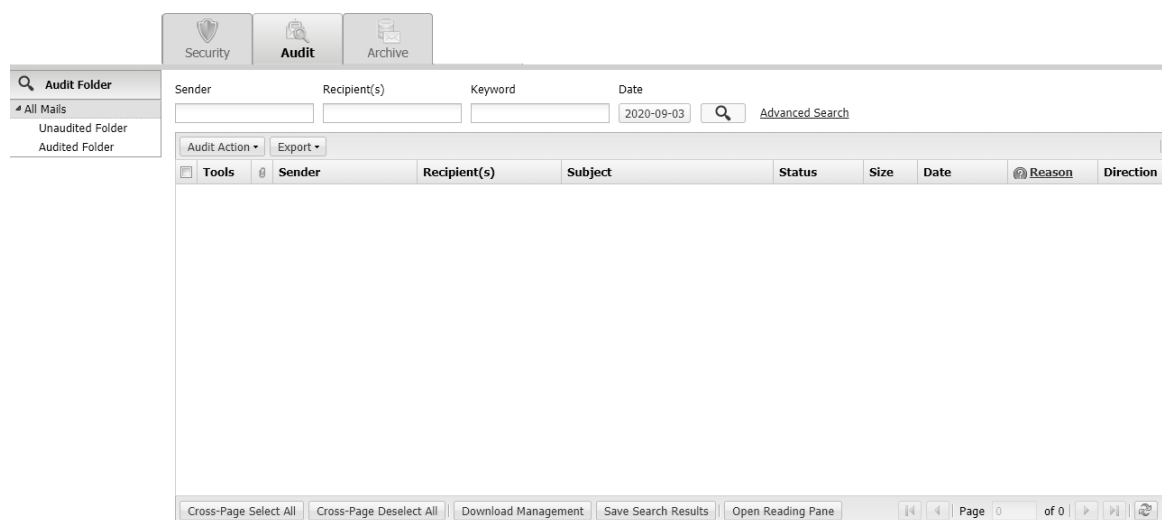 Security Audit Archive
Audit Folder
All Mails
Unaudited Folder
Audited Folder
Sender Recipient(s) Keyword Date
2020-09-03 Advanced Search
Audit Action Export
Tools Sender Recipient(s) Subject Status Size Date Reason Direction
Cross-Page Select All Cross-Page Deselect All Download Management Save Search Results Open Reading Pane Page 0 of 0